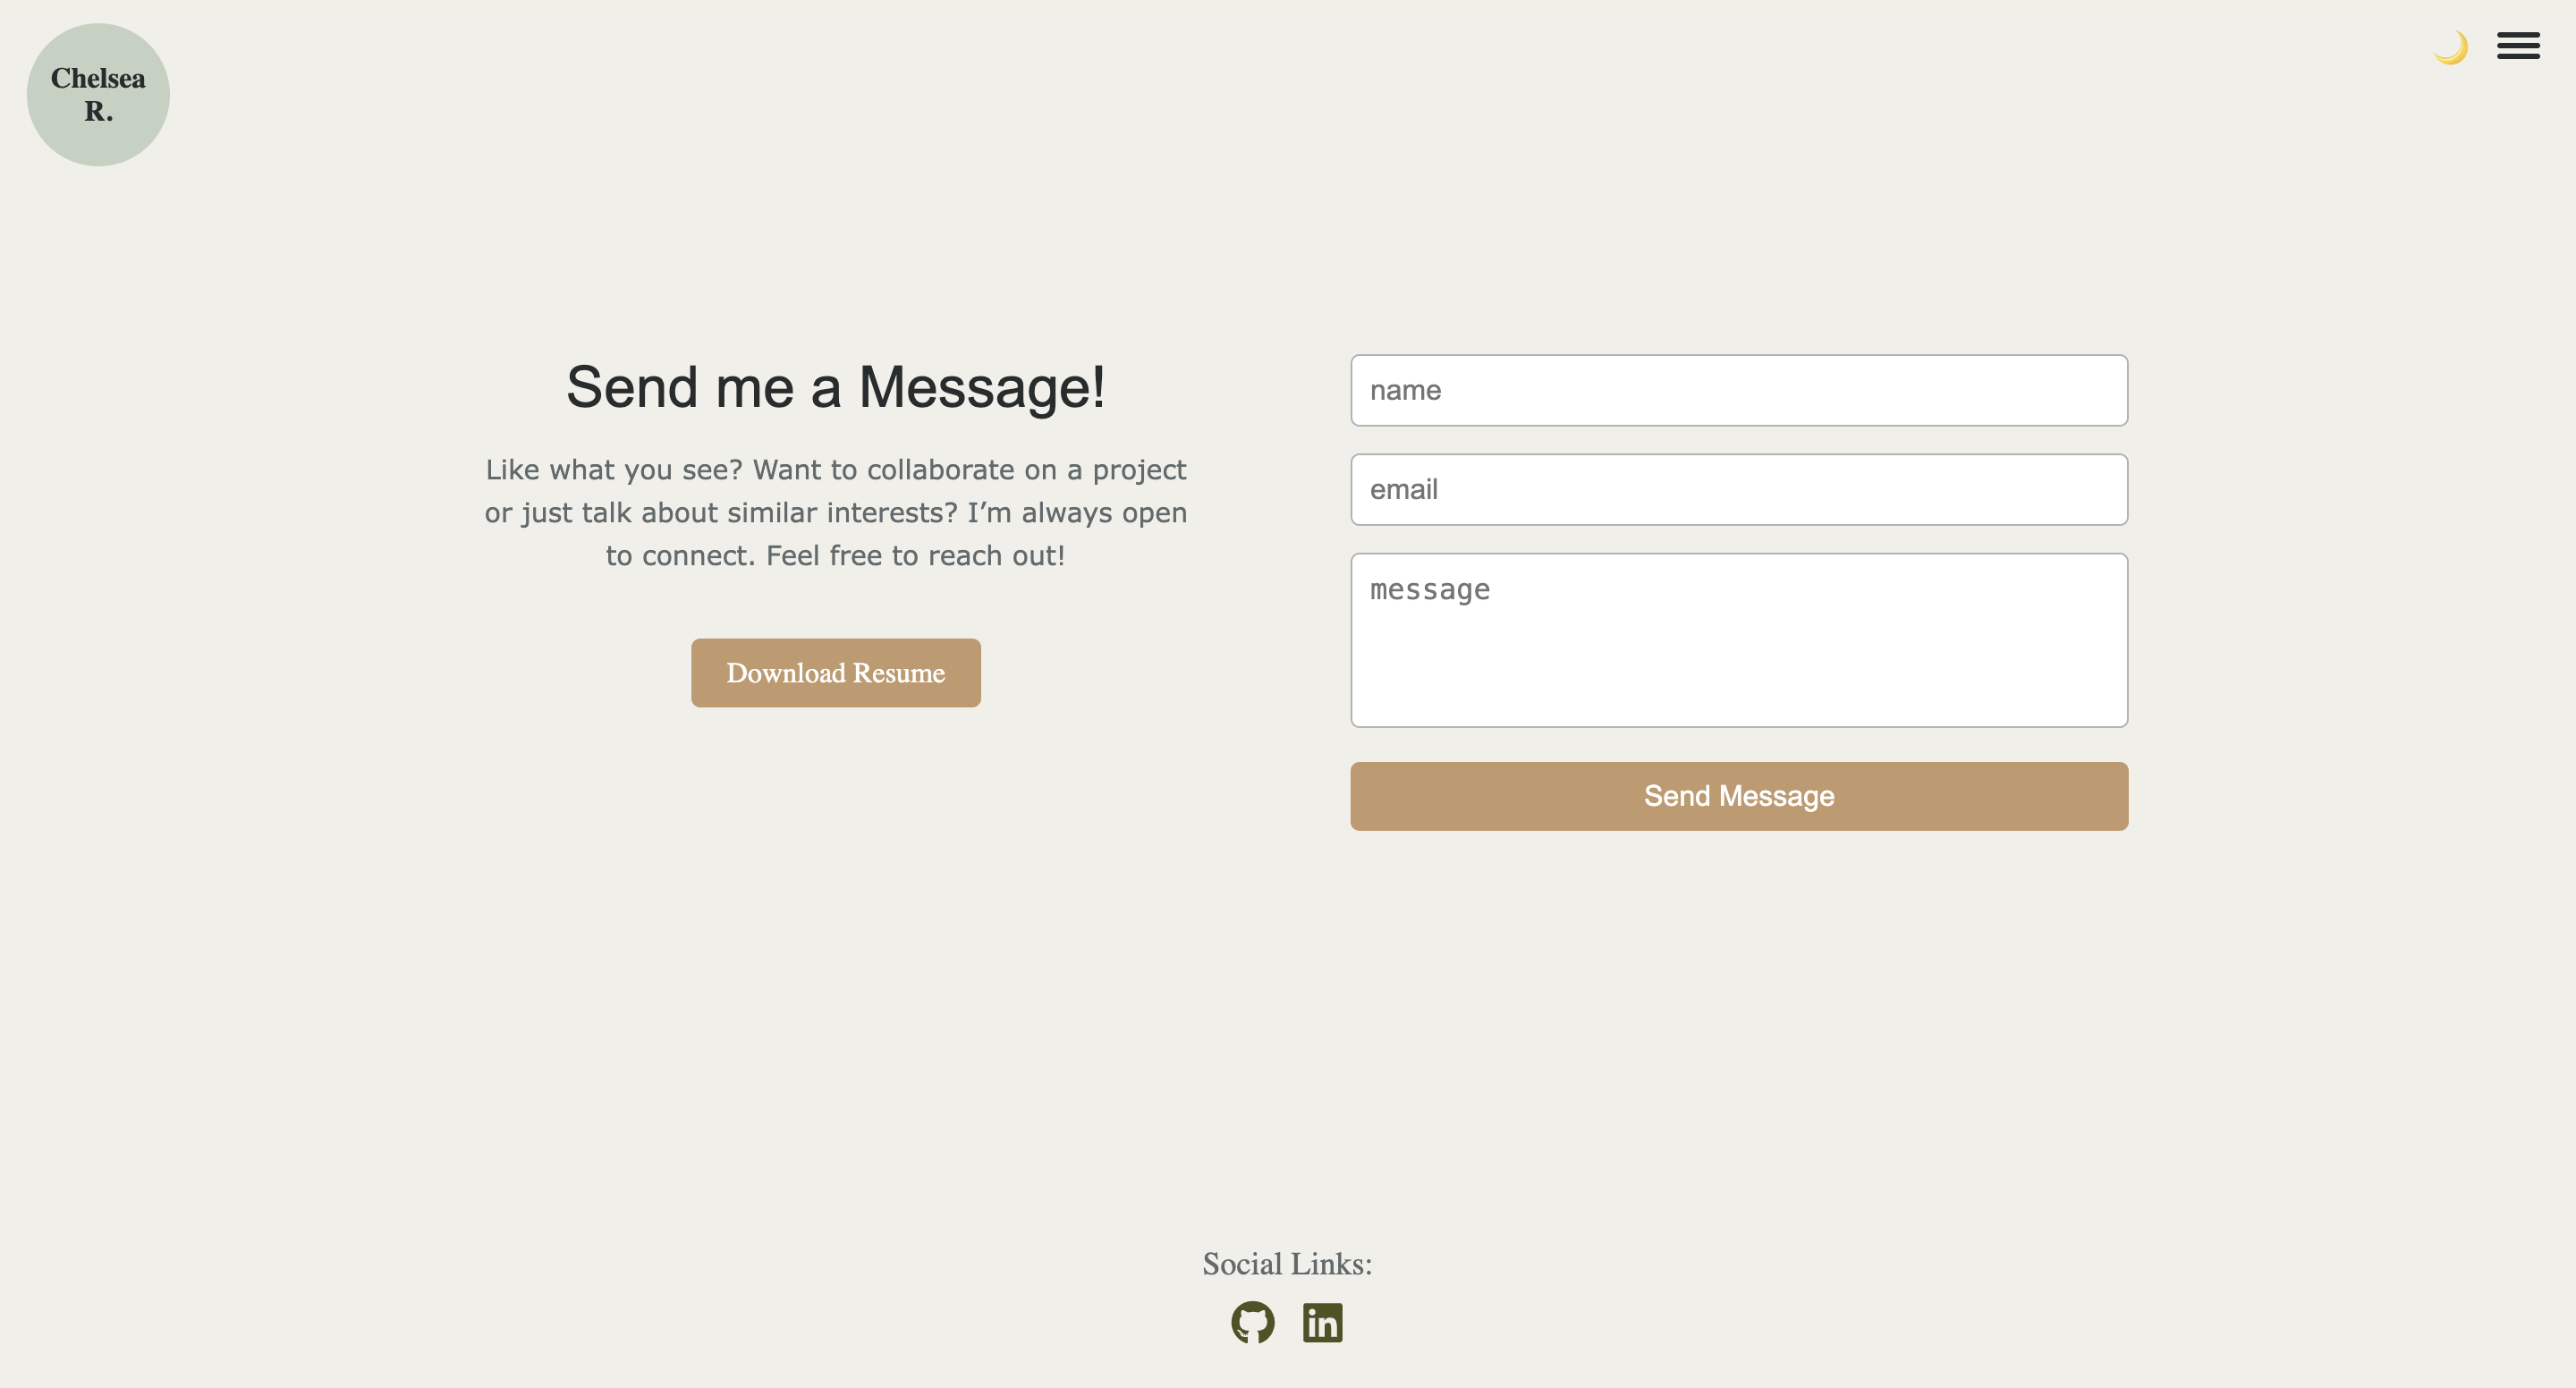 Chelsea
R.
Send me a Message!
Like what you see? Want to collaborate on a project
or just talk about similar interests? I’m always open
to connect. Feel free to reach out!
Download Resume
name
email
message
Send Message
Social Links:
in